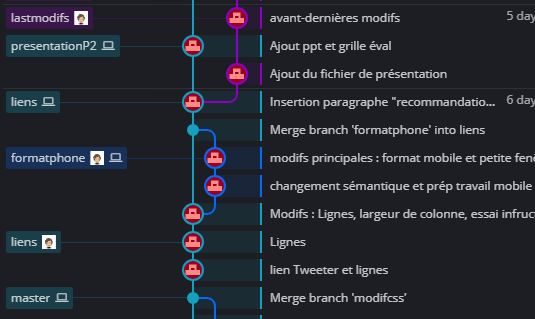 lastmodifs avant-dernières modifs 5 day
presentationP2 Ajout ppt et grille éval
Ajout du fichier de présentation
liens Insertion paragraphe "recommandatio... 6 day
Merge branch 'formatphone' into liens
formatphone modifs principales : format mobile et petite fenê
changement sémantique et prép travail mobile
Modifs : Lignes, largeur de colonne, essai infruc
liens Lignes
lien Tweeter et lignes
master Merge branch 'modifcss'